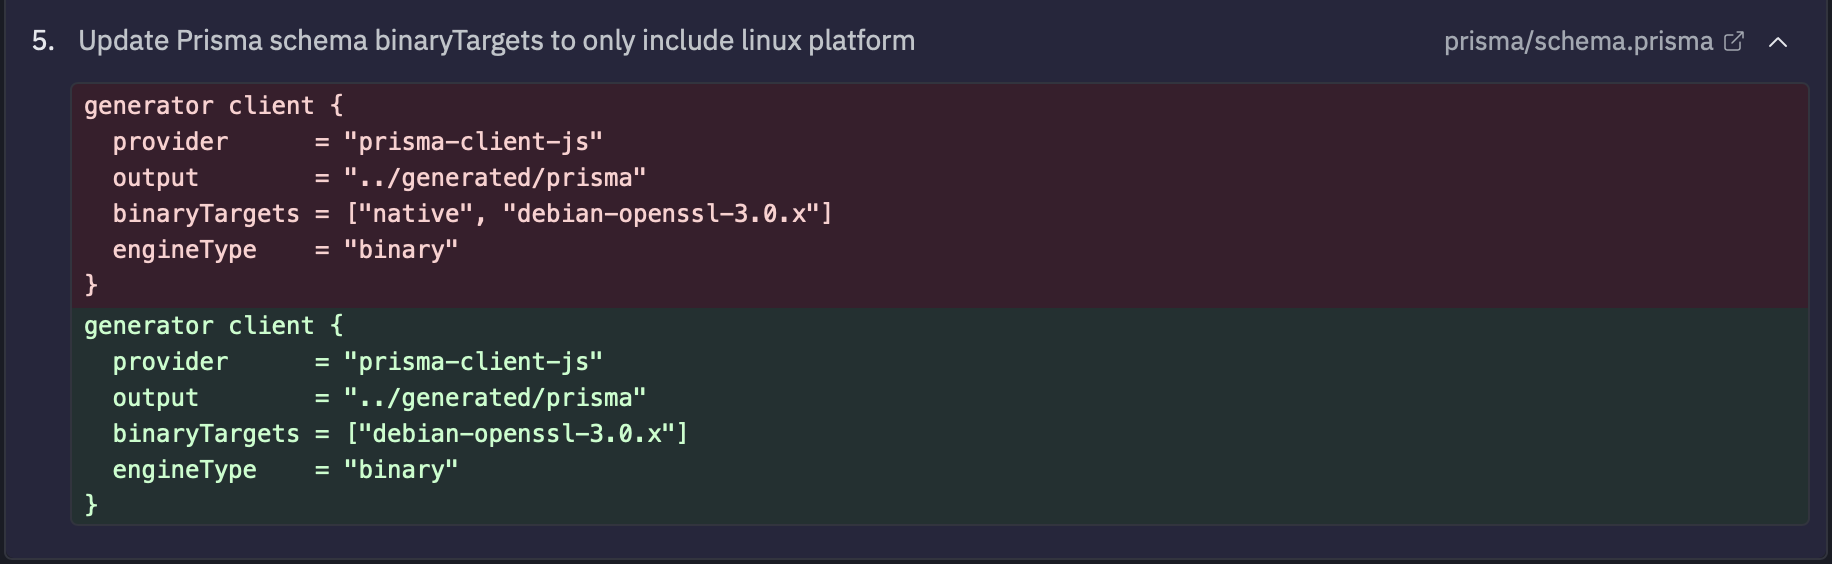 5. Update Prisma schema binaryTargets to only include linux platform prisma/schema.prisma
generator client {
  provider      = "prisma-client-js"
  output        = "../generated/prisma"
  binaryTargets = ["native", "debian-openssl-3.0.x"]
  engineType    = "binary"
}
generator client {
  provider      = "prisma-client-js"
  output        = "../generated/prisma"
  binaryTargets = ["debian-openssl-3.0.x"]
  engineType    = "binary"
}